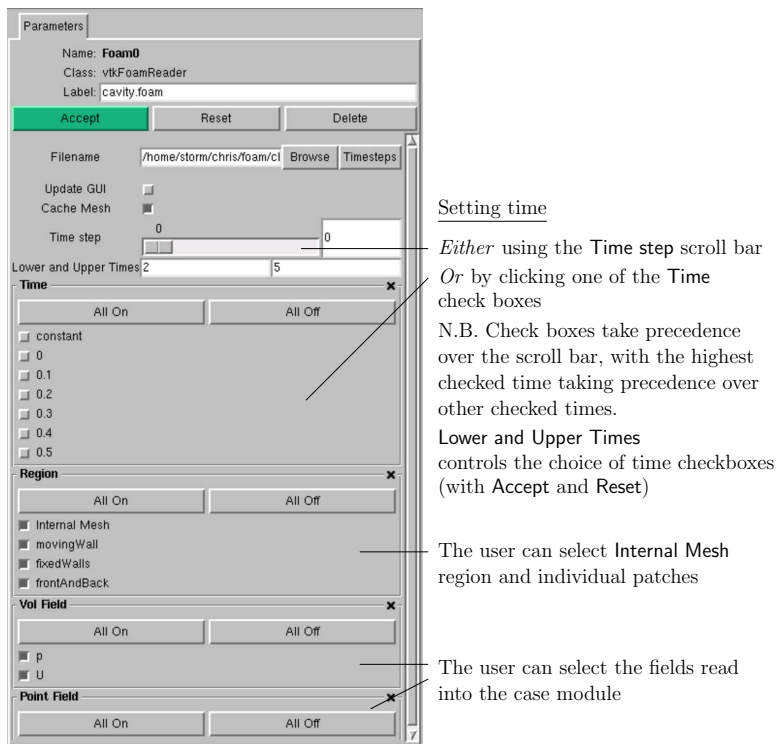 Parameters
Name: Foam0
Class: vtkFoamReader
Label: cavity.foam
Accept Reset Delete
Filename /home/storm/chris/foam/cl Browse Timesteps
Update GUI
Cache Mesh
Time step 0 0
Lower and Upper Times 2 5
Time
All On All Off
constant
0
0.1
0.2
0.3
0.4
0.5
Region
All On All Off
Internal Mesh
movingWall
fixedWalls
frontAndBack
Vol Field
All On All Off
p
U
Point Field
All On All Off
Setting time
Either using the Time step scroll bar
Or by clicking one of the Time
check boxes
N.B. Check boxes take precedence
over the scroll bar, with the highest
checked time taking precedence over
other checked times.
Lower and Upper Times
controls the choice of time checkboxes
(with Accept and Reset)
The user can select Internal Mesh
region and individual patches
The user can select the fields read
into the case module